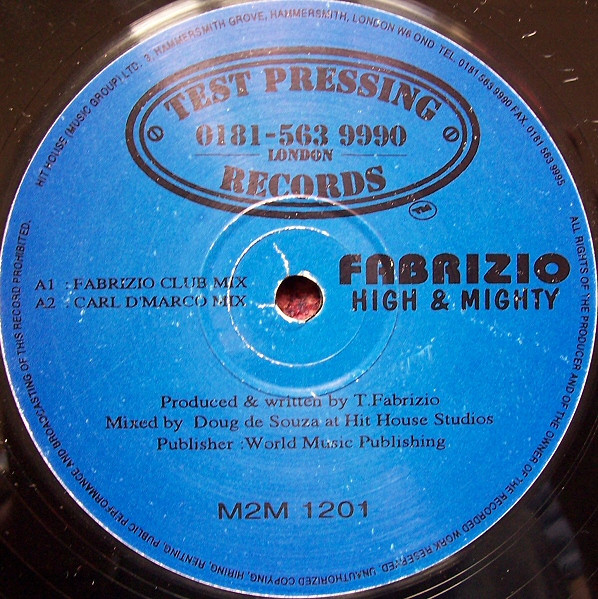 HIT HOUSE (MUSIC GROUP) LTD. 3, HAMMERSMITH GROVE, HAMMERSMITH, LONDON W6 OND TEL. 0181 563 9990 FAX. 0181 563 9995
TEST PRESSING
0181-563 9990
LONDON
RECORDS
A1 : FABRIZIO CLUB MIX
A2 : CARL D'MARCO MIX
FABRIZIO
HIGH & MIGHTY
Produced & written by T.Fabrizio
Mixed by Doug de Souza at Hit House Studios
Publisher :World Music Publishing
M2M 1201
ALL RIGHTS OF THE PRODUCER AND OF THE OWNER OF THE RECORDED WORK RESERVED. UNAUTHORIZED COPYING, HIRING, RENTING, PUBLIC PERFORMANCE AND BROADCASTING OF THIS RECORD PROHIBITED.